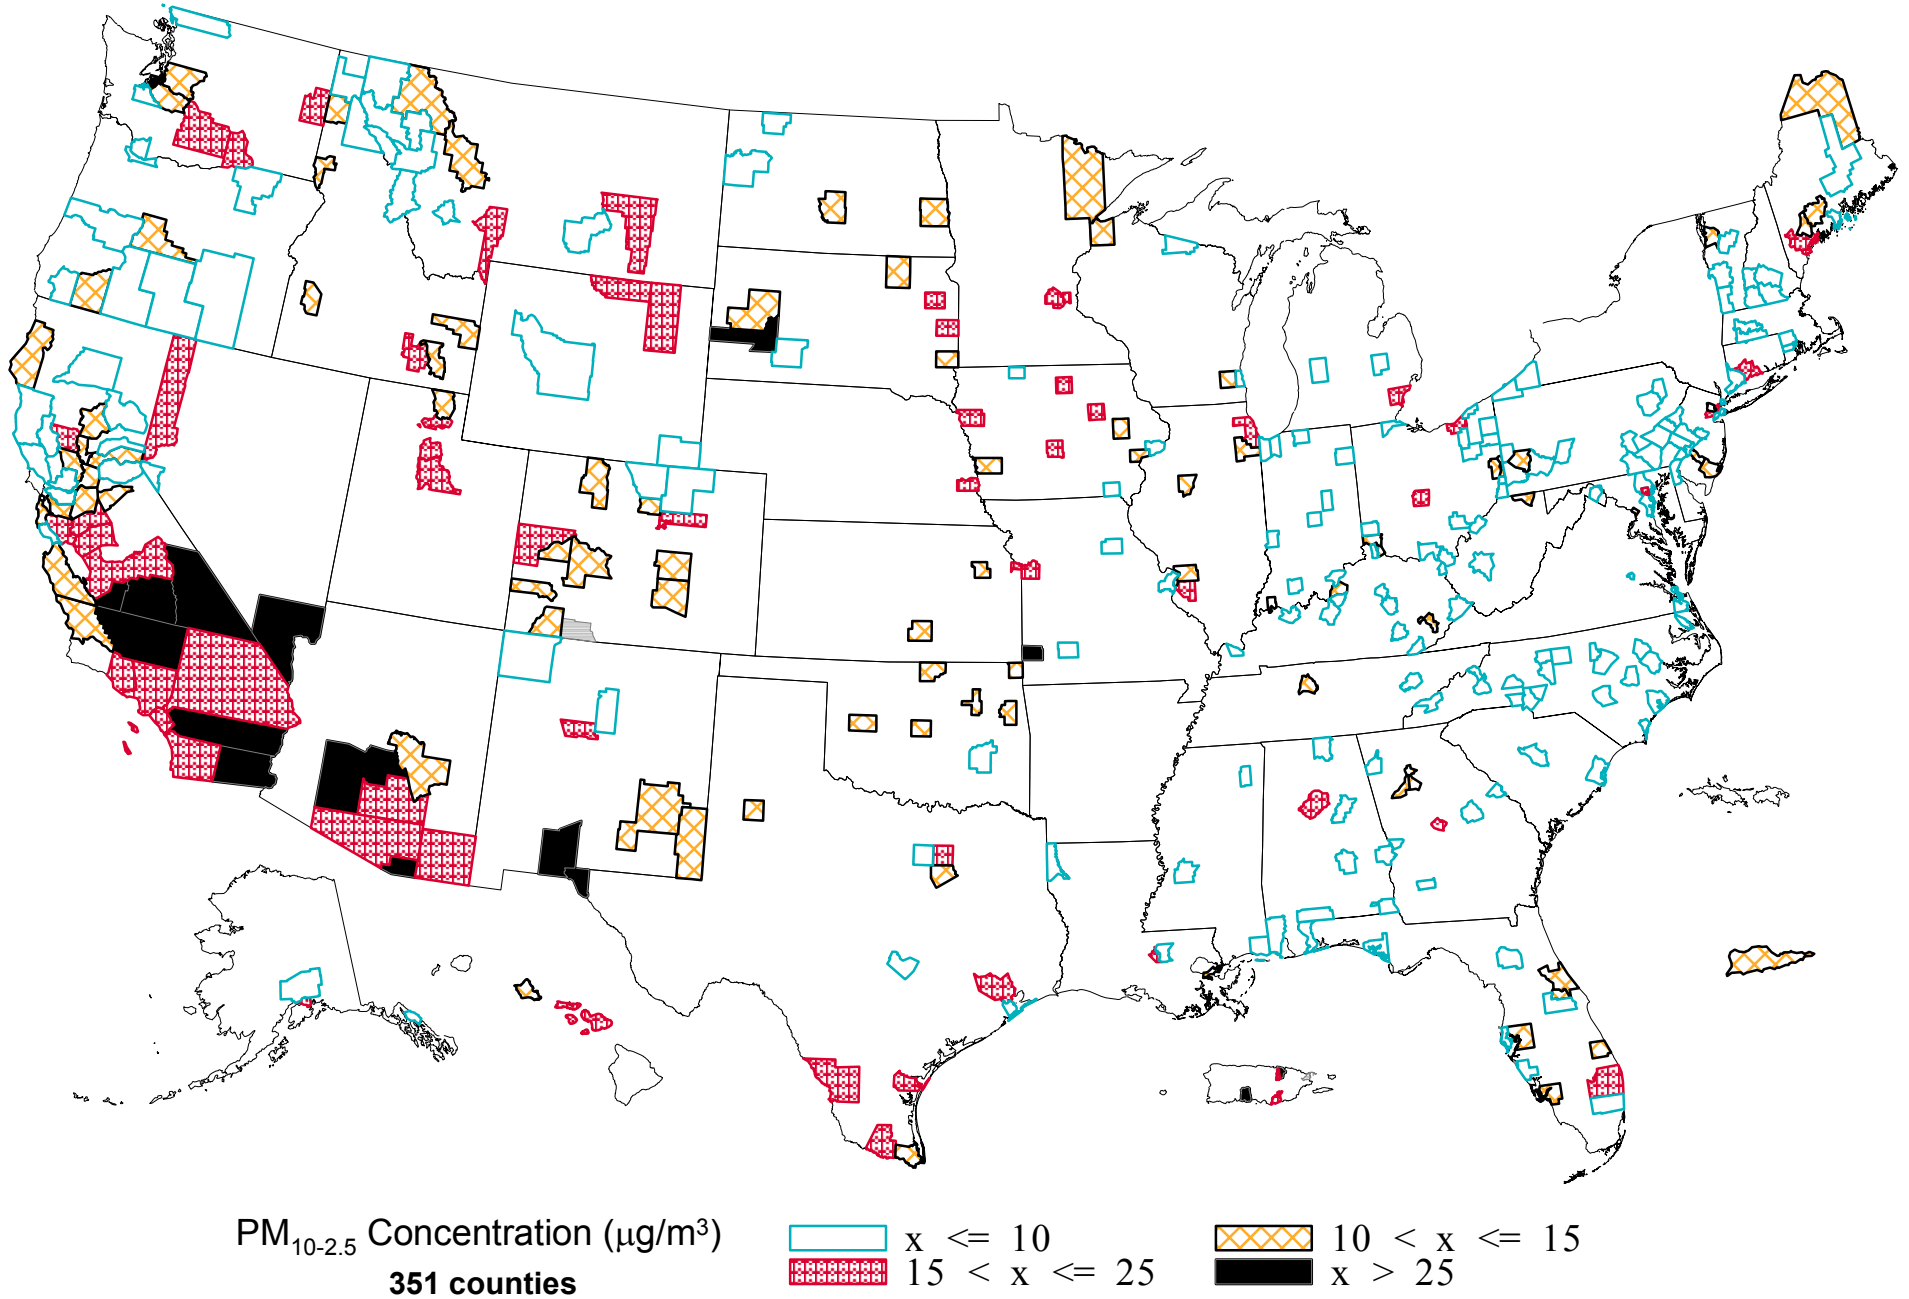 PM10-2.5 Concentration (μg/m3)
351 counties
x <= 10
10 < x <= 15
15 < x <= 25
x > 25